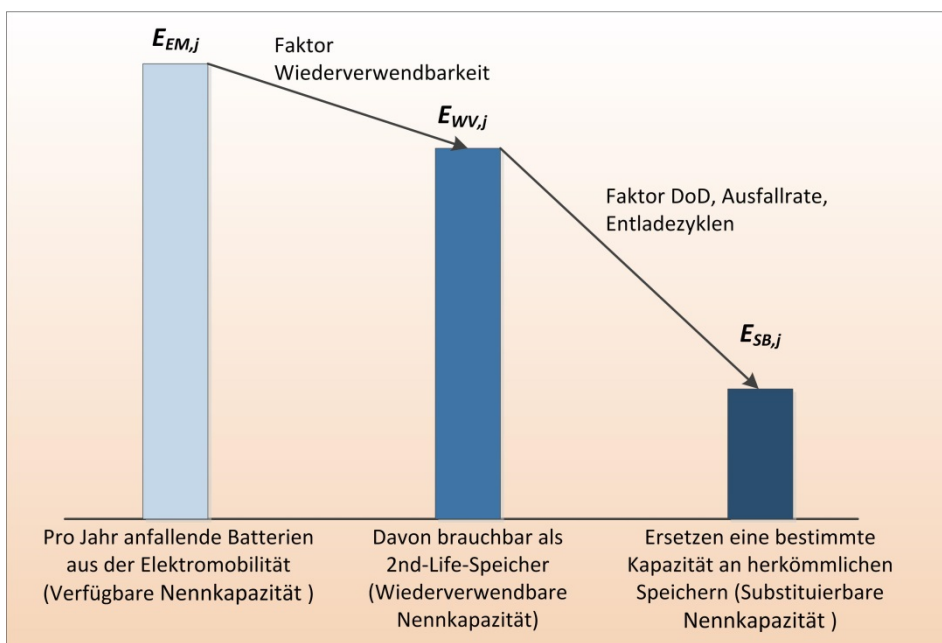 E_EM,j
Faktor
Wiederverwendbarkeit
E_WV,j
Faktor DoD, Ausfallrate,
Entladezyklen
E_SB,j
Pro Jahr anfallende Batterien
aus der Elektromobilität
(Verfügbare Nennkapazität )
Davon brauchbar als
2nd-Life-Speicher
(Wiederverwendbare
Nennkapazität)
Ersetzen eine bestimmte
Kapazität an herkömmlichen
Speichern (Substituierbare
Nennkapazität )